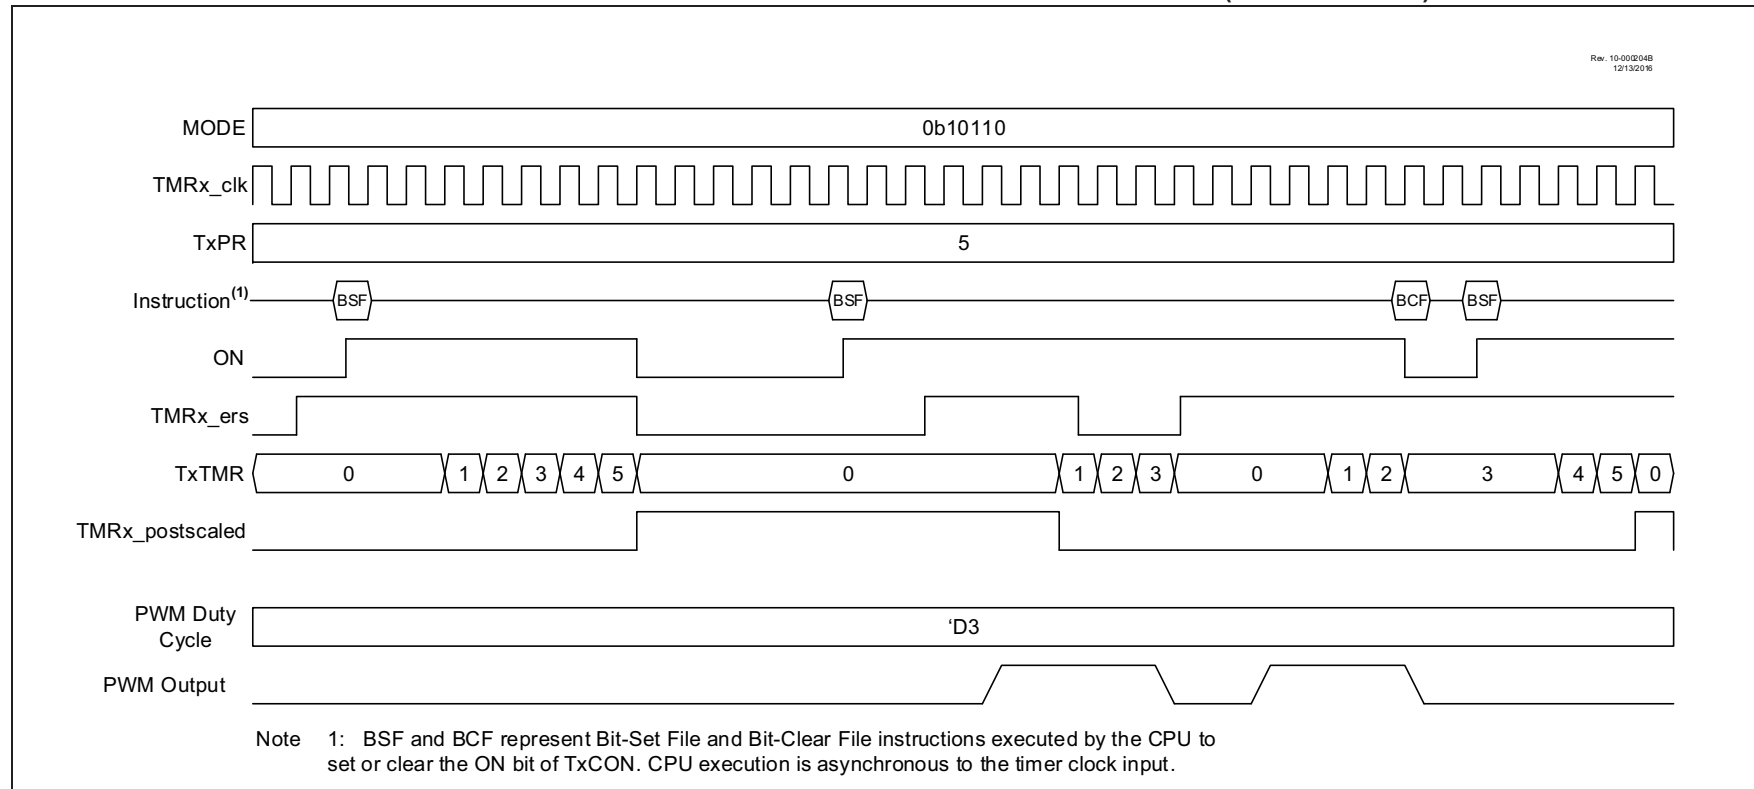 Rev. 10-000204B
12/13/2016
MODE 0b10110
TMRx_clk
TxPR 5
Instruction(1) BSF BSF BCF BSF
ON
TMRx_ers
TxTMR 0 1 2 3 4 5 0 1 2 3 0 1 2 3 4 5 0
TMRx_postscaled
PWM Duty
Cycle 'D3
PWM Output
Note 1: BSF and BCF represent Bit-Set File and Bit-Clear File instructions executed by the CPU to
set or clear the ON bit of TxCON. CPU execution is asynchronous to the timer clock input.